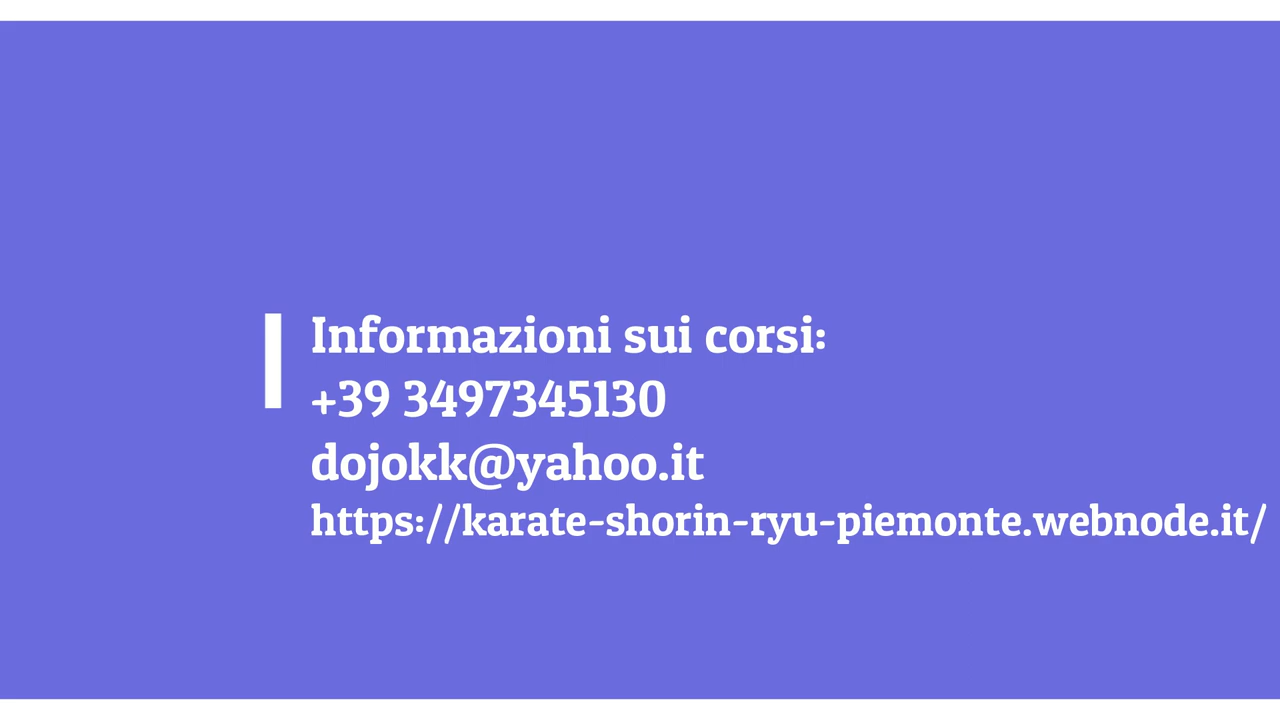 Informazioni sui corsi:
+39 3497345130
dojokk@yahoo.it
https://karate-shorin-ryu-piemonte.webnode.it/